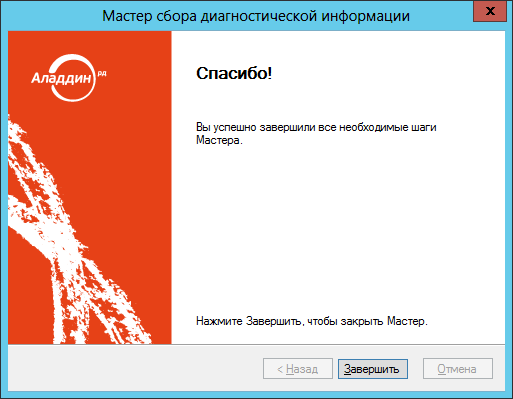 Мастер сбора диагностической информации
x
Аладдин РД
Спасибо!
Вы успешно завершили все необходимые шаги
Мастера.
Нажмите Завершить, чтобы закрыть Мастер.
< Назад
Завершить
Отмена